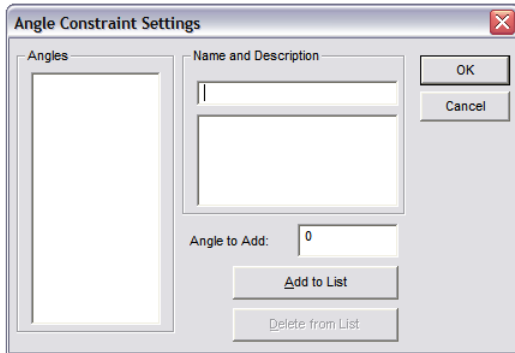 Angle Constraint Settings
Angles
Name and Description
OK
Cancel
Angle to Add: 0
Add to List
Delete from List